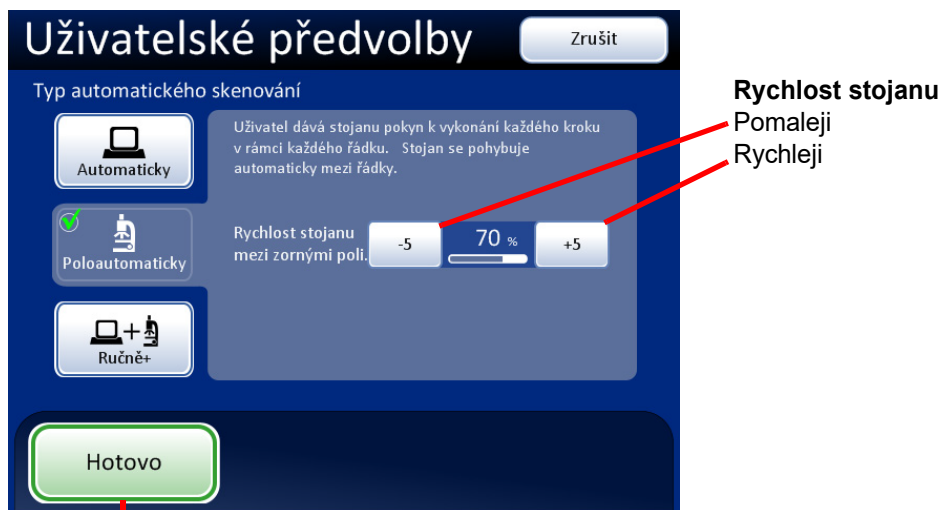 Uživatelské předvolby
Zrušit
Typ automatického skenování
Automaticky
Uživatel dává stojanu pokyn k vykonání každého kroku
v rámci každého řádku. Stojan se pohybuje
automaticky mezi řádky.
Poloautomaticky
Rychlost stojanu
mezi zornými poli.
-5
70 %
+5
Ručně+
Hotovo
Rychlost stojanu
Pomaleji
Rychleji